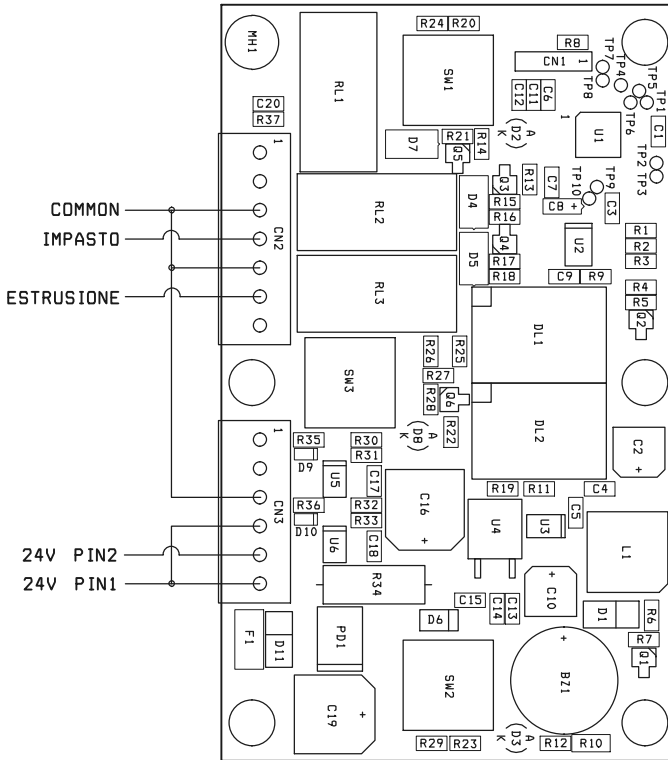 R24 R20
R8
MH1
RL1
SW1
CN1 1
TP7
TP4
TP8
TP5
TP1
TP6
C12 C11 C6
C20
R37
D7
R21
Q5
R14
K D2 A
1 U1
C1
TP2
TP3
1
CN2
COMMON
IMPASTO
ESTRUSIONE
RL2
D4
Q3
R13
C7
TP9
TP10
R15
R16
C8 +
C3
RL3
D5
Q4
R17
R18
U2
R1
R2
R3
C9 R9
R4
R5
Q2
SW3
R26 R25
R27
R28
Q6
DL1
DL2
K D8 A
R22
C2
+
1
CN3
R35
D9
R30
R31
U5
C17
R36
D10
R32
R33
U6
C18
C16
+
R19 R11
C4
U4
U3
C5
L1
24V PIN2
24V PIN1
R34
C15
C14 C13
C10
+
D1
R6
F1
D11
PD1
D6
R7
Q1
+
BZ1
C19
+
SW2
R29 R23
K D3 A
R12 R10